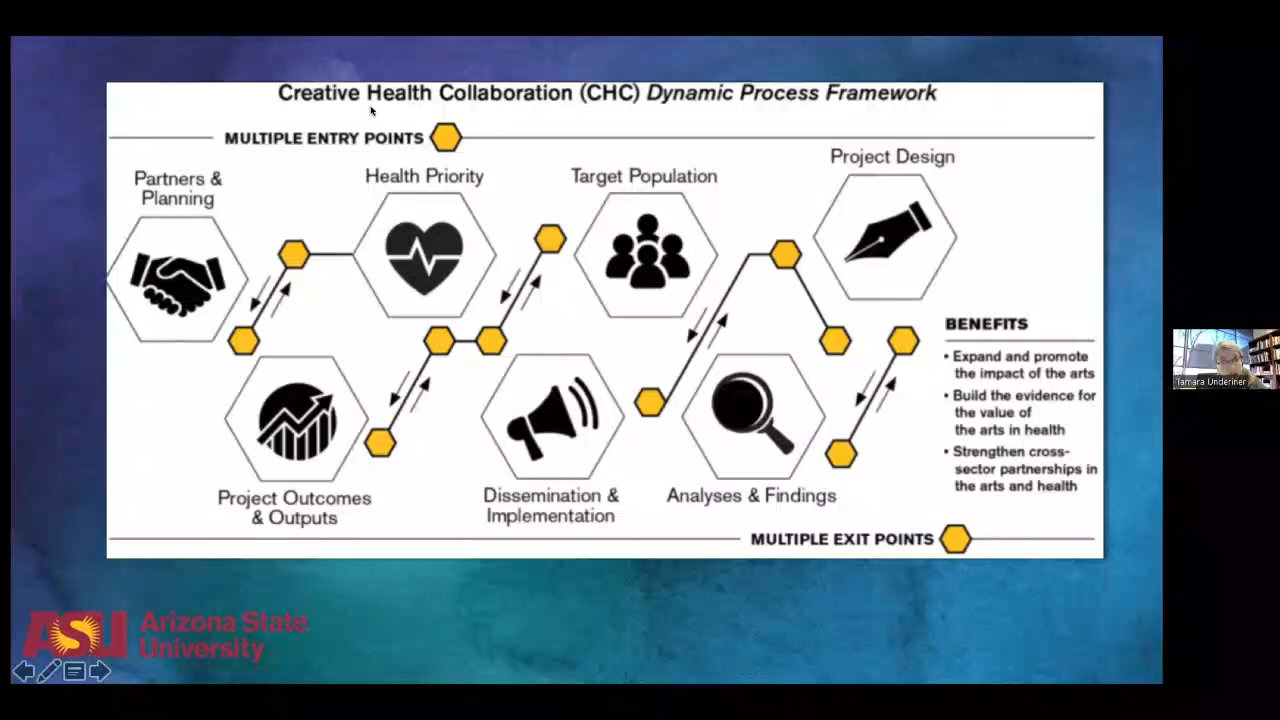 Creative Health Collaboration (CHC) Dynamic Process Framework
MULTIPLE ENTRY POINTS
Partners &
Planning
Health Priority
Target Population
Project Design
Project Outcomes
& Outputs
Dissemination &
Implementation
Analyses & Findings
BENEFITS
• Expand and promote
the impact of the arts
• Build the evidence for
the value of
the arts in health
• Strengthen cross-
sector partnerships in
the arts and health
MULTIPLE EXIT POINTS
ASU Arizona State
University
Tamara Underiner